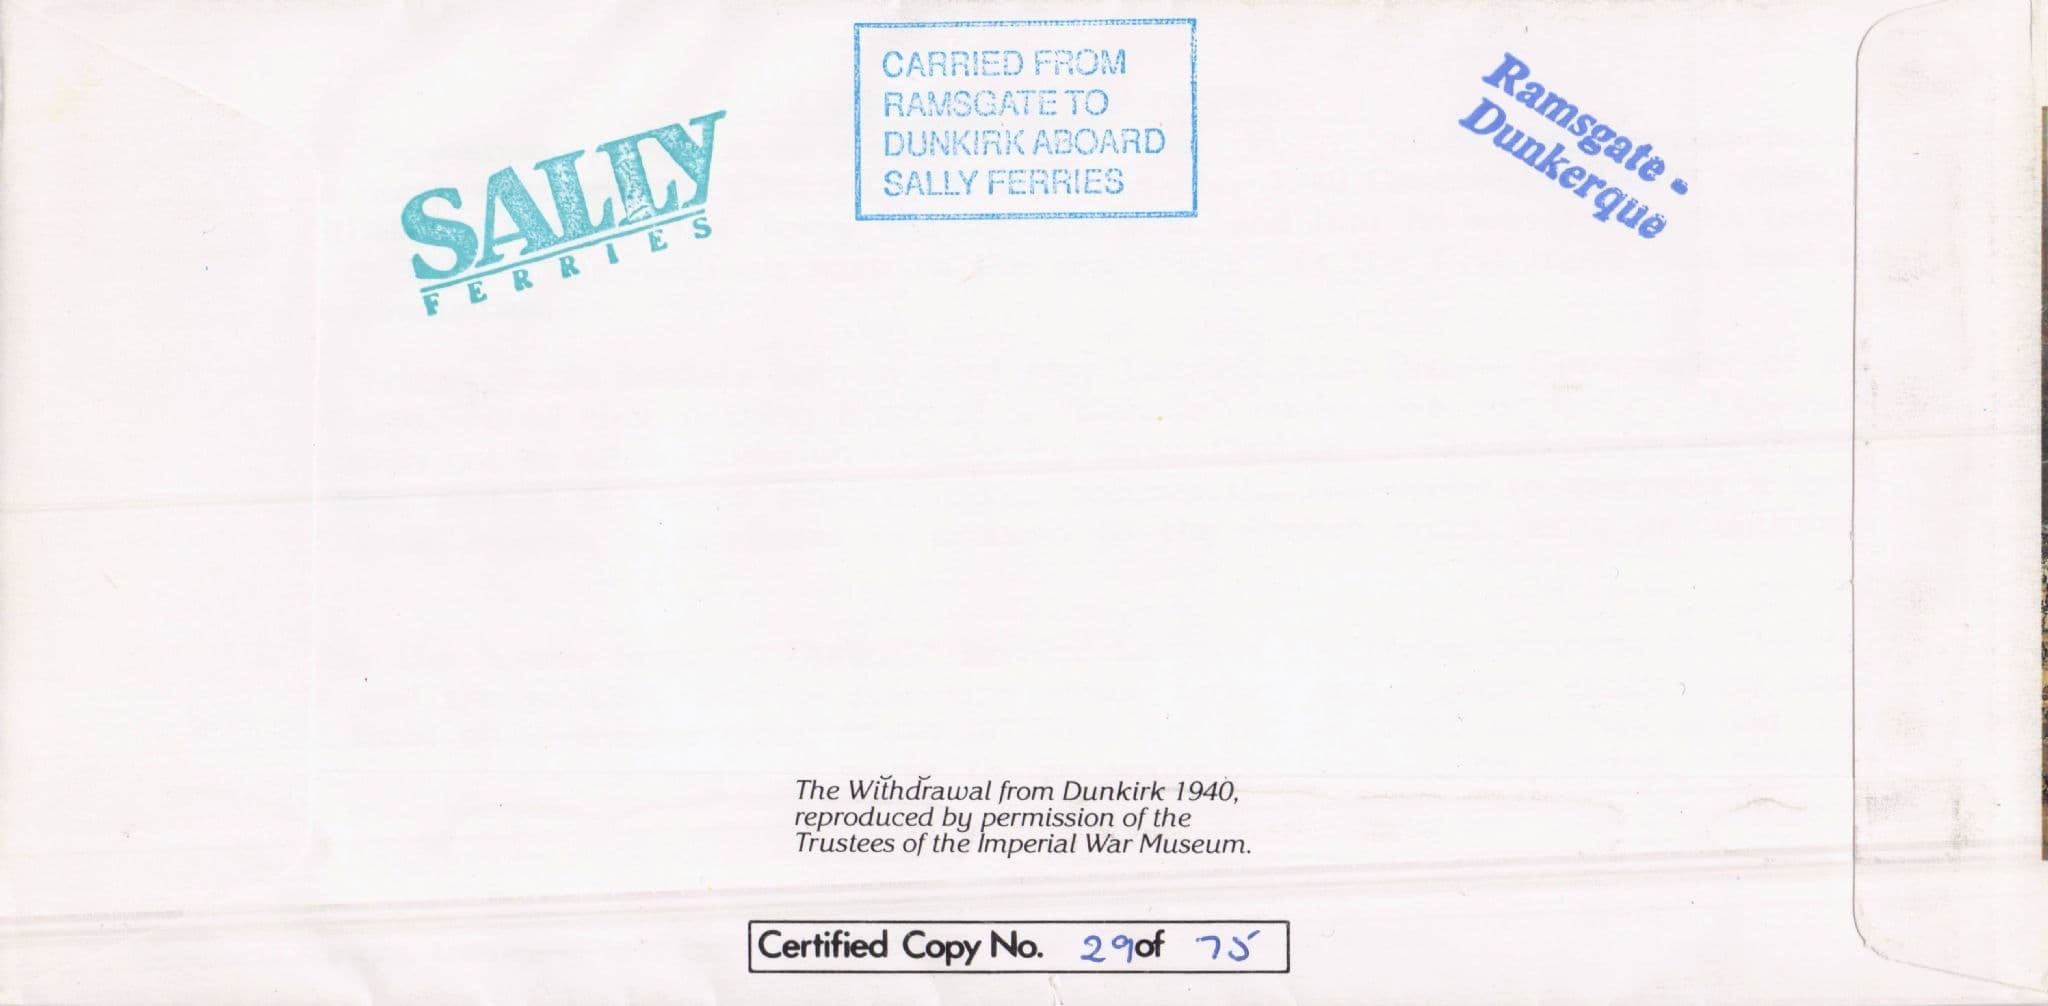 SALLY
FERRIES
CARRIED FROM
RAMSGATE TO
DUNKIRK ABOARD
SALLY FERRIES
Ramsgate •
Dunkerque
The Withdrawal from Dunkirk 1940,
reproduced by permission of the
Trustees of the Imperial War Museum.
Certified Copy No. 29 of 75